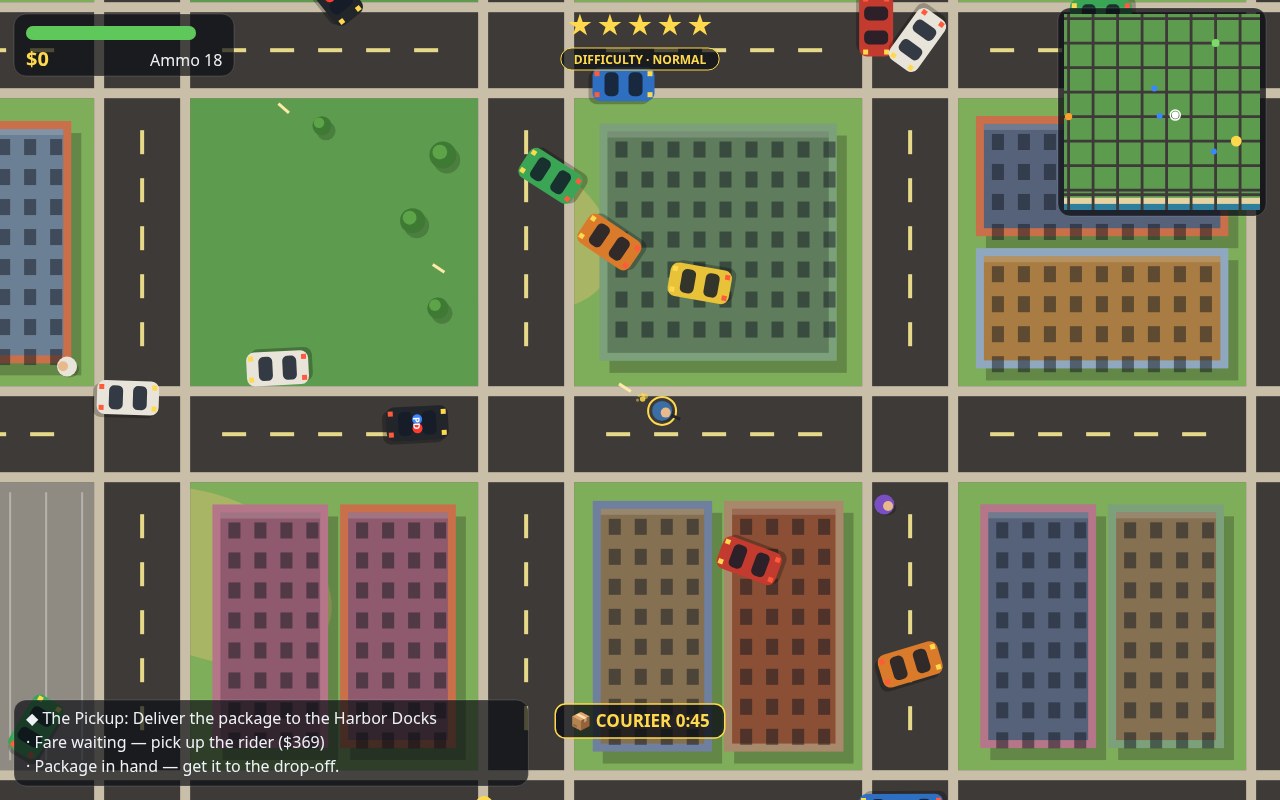 $0
Ammo 18
★★★★★
DIFFICULTY · NORMAL
PD
◆ The Pickup: Deliver the package to the Harbor Docks
· Fare waiting — pick up the rider ($369)
· Package in hand — get it to the drop-off.
📦 COURIER 0:45